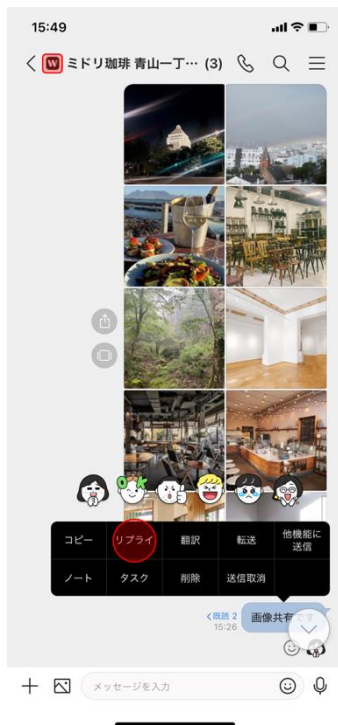 15:49
W ミドリ珈琲 青山一丁… (3)
OK
コピー リプライ 翻訳 転送 他機能に
送信
ノート タスク 削除 送信取消
既読 2
15:26
画像共有です
メッセージを入力